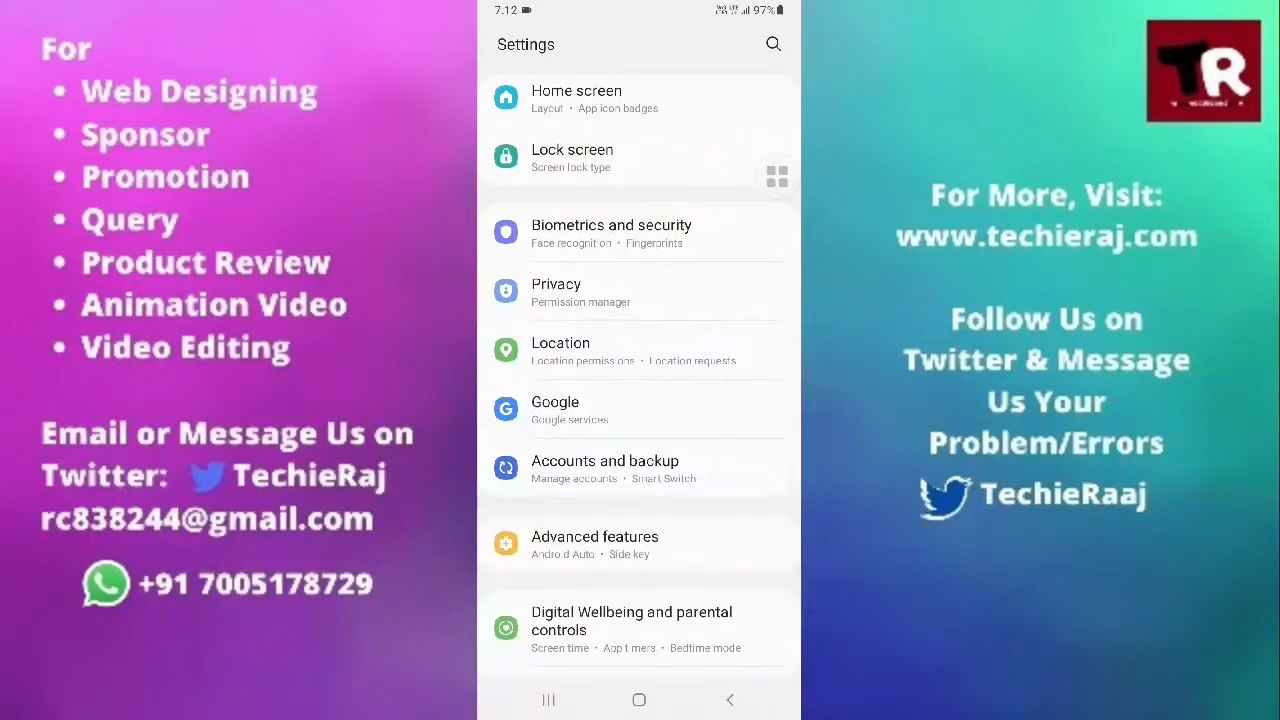 For
• Web Designing
• Sponsor
• Promotion
• Query
• Product Review
• Animation Video
• Video Editing
Email or Message Us on
Twitter: TechieRaj
rc838244@gmail.com
+91 7005178729
7:12
97%
Settings
Home screen
Layout • App icon badges
Lock screen
Screen lock type
Biometrics and security
Face recognition • Fingerprints
Privacy
Permission manager
Location
Location permissions • Location requests
Google
Google services
Accounts and backup
Manage accounts • Smart Switch
Advanced features
Android Auto • Side key
Digital Wellbeing and parental
controls
Screen time • App timers • Bedtime mode
TR
For More, Visit:
www.techieraj.com
Follow Us on
Twitter & Message
Us Your
Problem/Errors
TechieRaaj